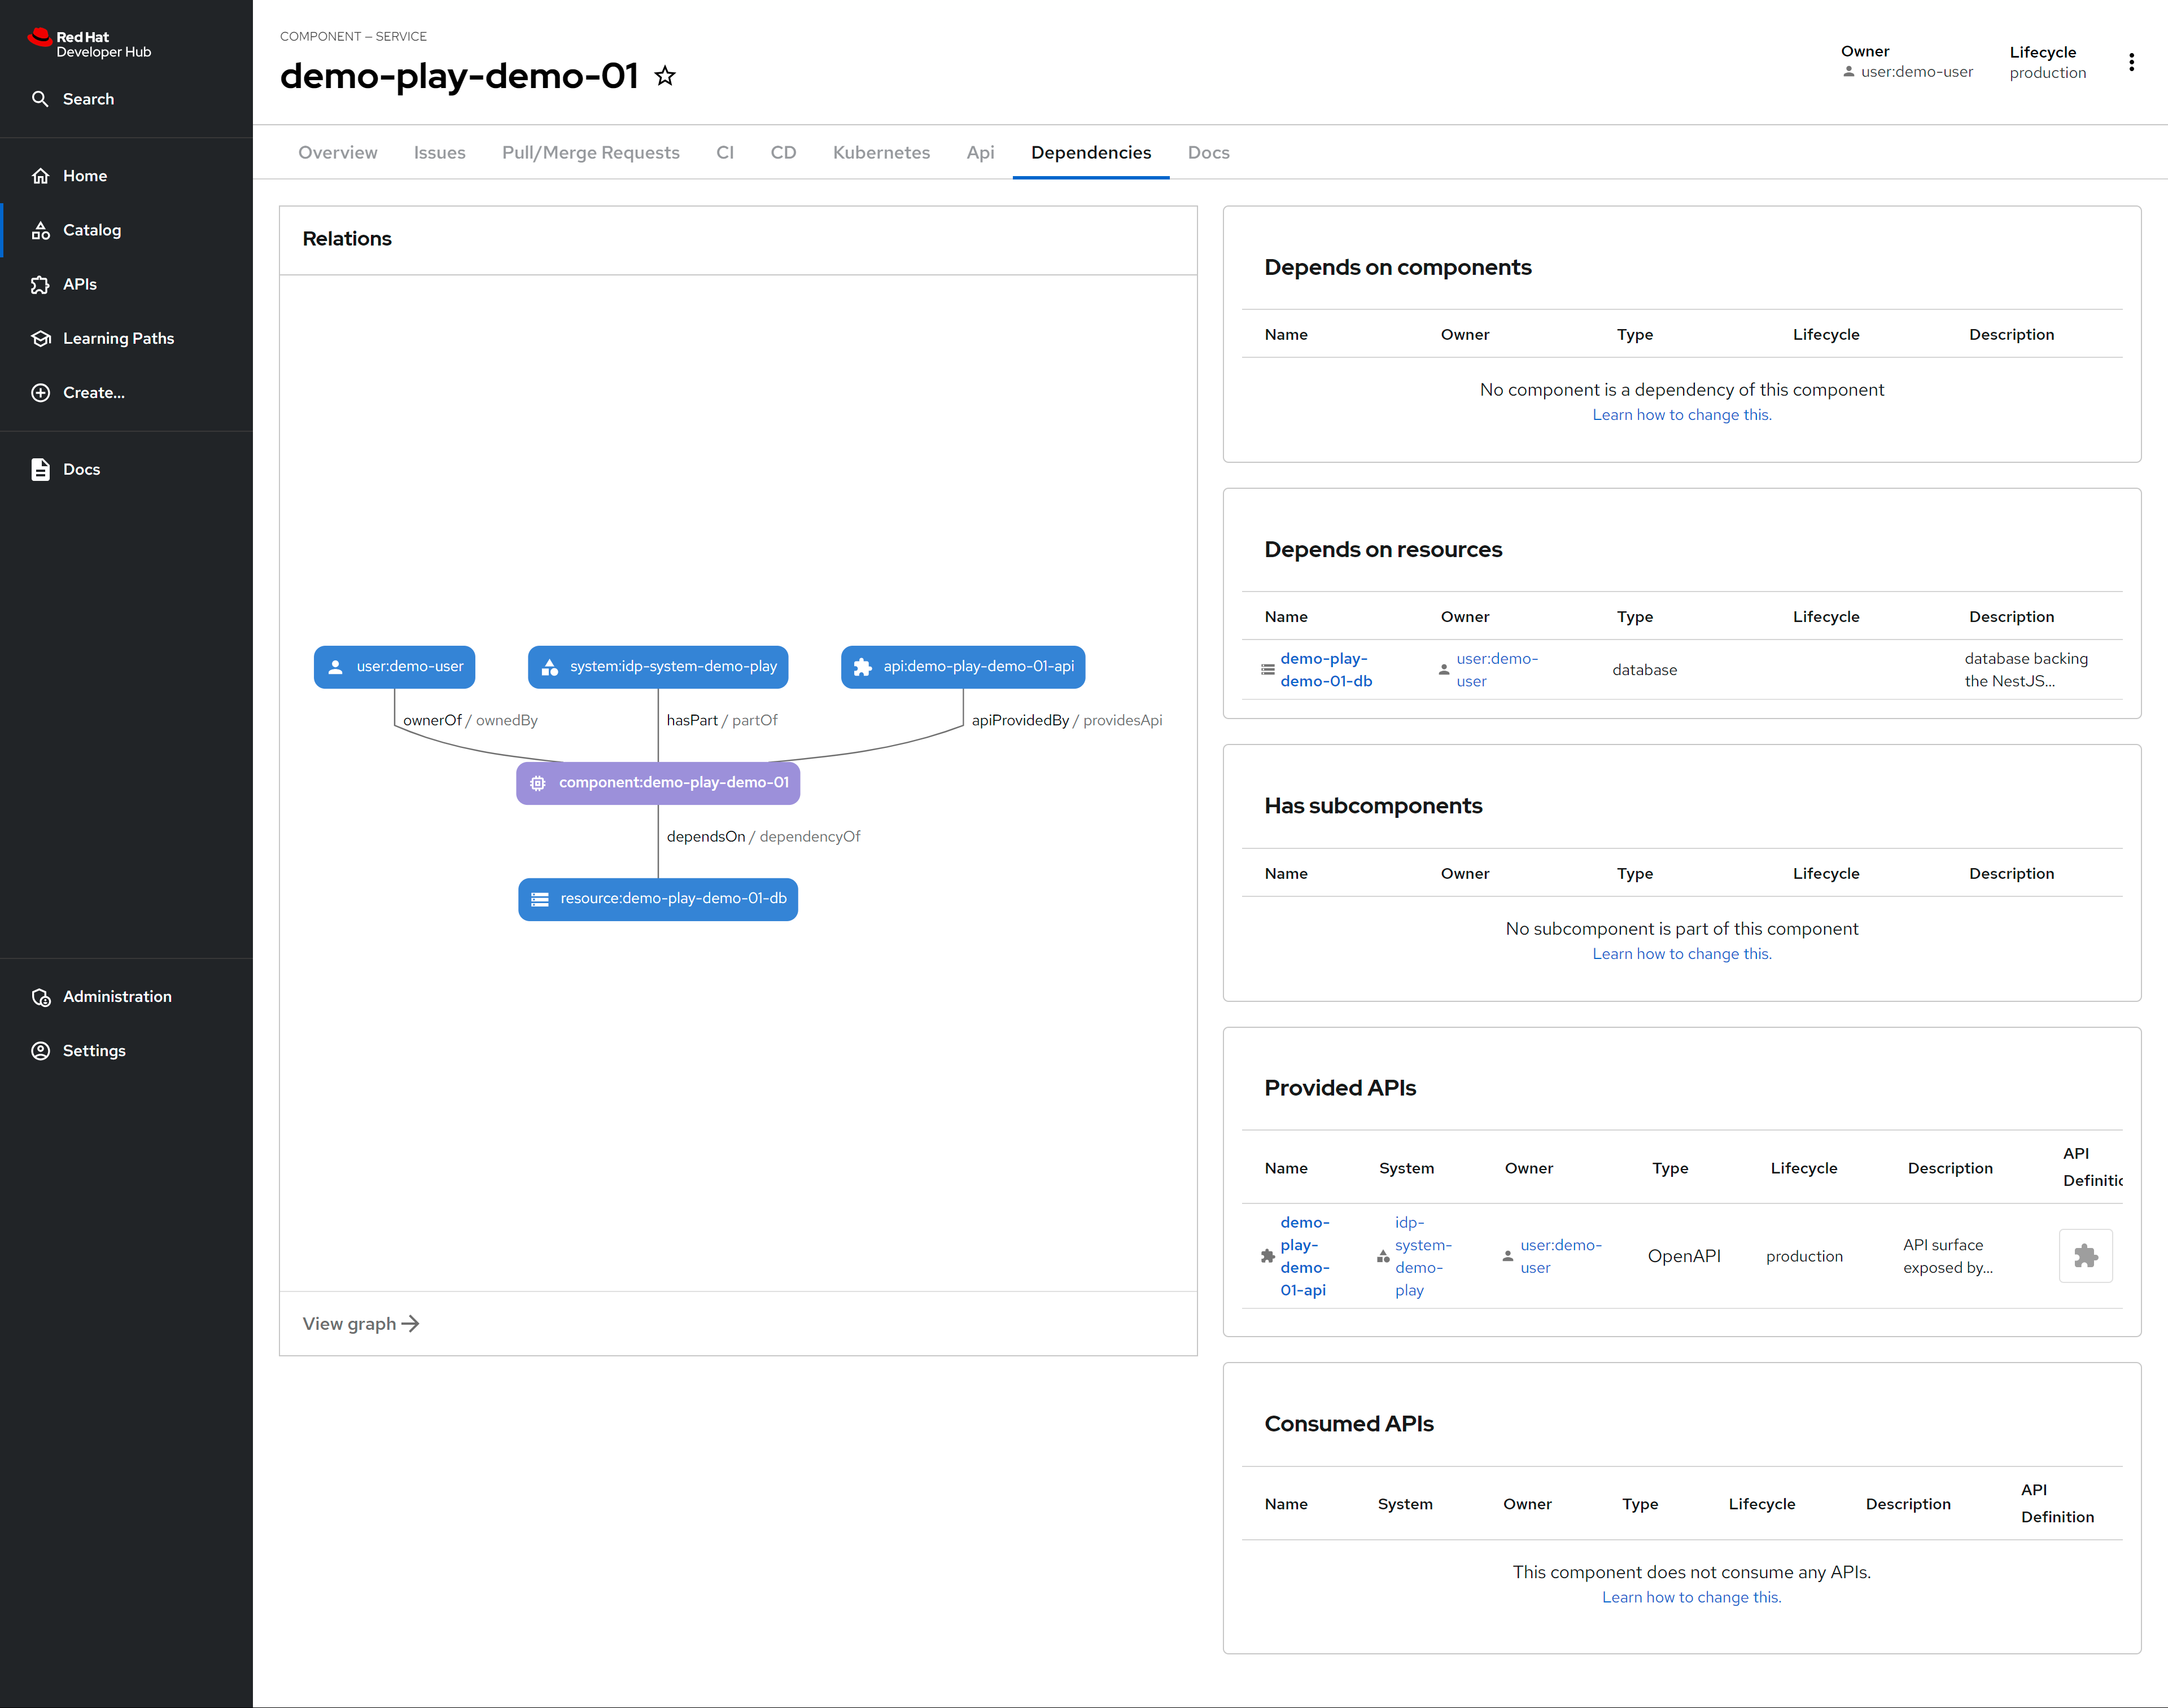 Red Hat
Developer Hub
Search
Home
Catalog
APIs
Learning Paths
Create...
Docs
Administration
Settings
COMPONENT — SERVICE
demo-play-demo-01
Owner
user:demo-user
Lifecycle
production
Overview Issues Pull/Merge Requests CI CD Kubernetes Api Dependencies Docs
Relations
user:demo-user system:idp-system-demo-play api:demo-play-demo-01-api
ownerOf / ownedBy hasPart / partOf apiProvidedBy / providesApi
component:demo-play-demo-01
dependsOn / dependencyOf
resource:demo-play-demo-01-db
View graph
Depends on components
Name Owner Type Lifecycle Description
No component is a dependency of this component
Learn how to change this.
Depends on resources
Name Owner Type Lifecycle Description
demo-play-
demo-01-db
user:demo-
user
database
database backing
the NestJS...
Has subcomponents
Name Owner Type Lifecycle Description
No subcomponent is part of this component
Learn how to change this.
Provided APIs
Name System Owner Type Lifecycle Description
API
Definitic
demo-
play-
demo-
01-api
idp-
system-
demo-
play
user:demo-
user
OpenAPI
production
API surface
exposed by...
Consumed APIs
Name System Owner Type Lifecycle Description
API
Definition
This component does not consume any APIs.
Learn how to change this.